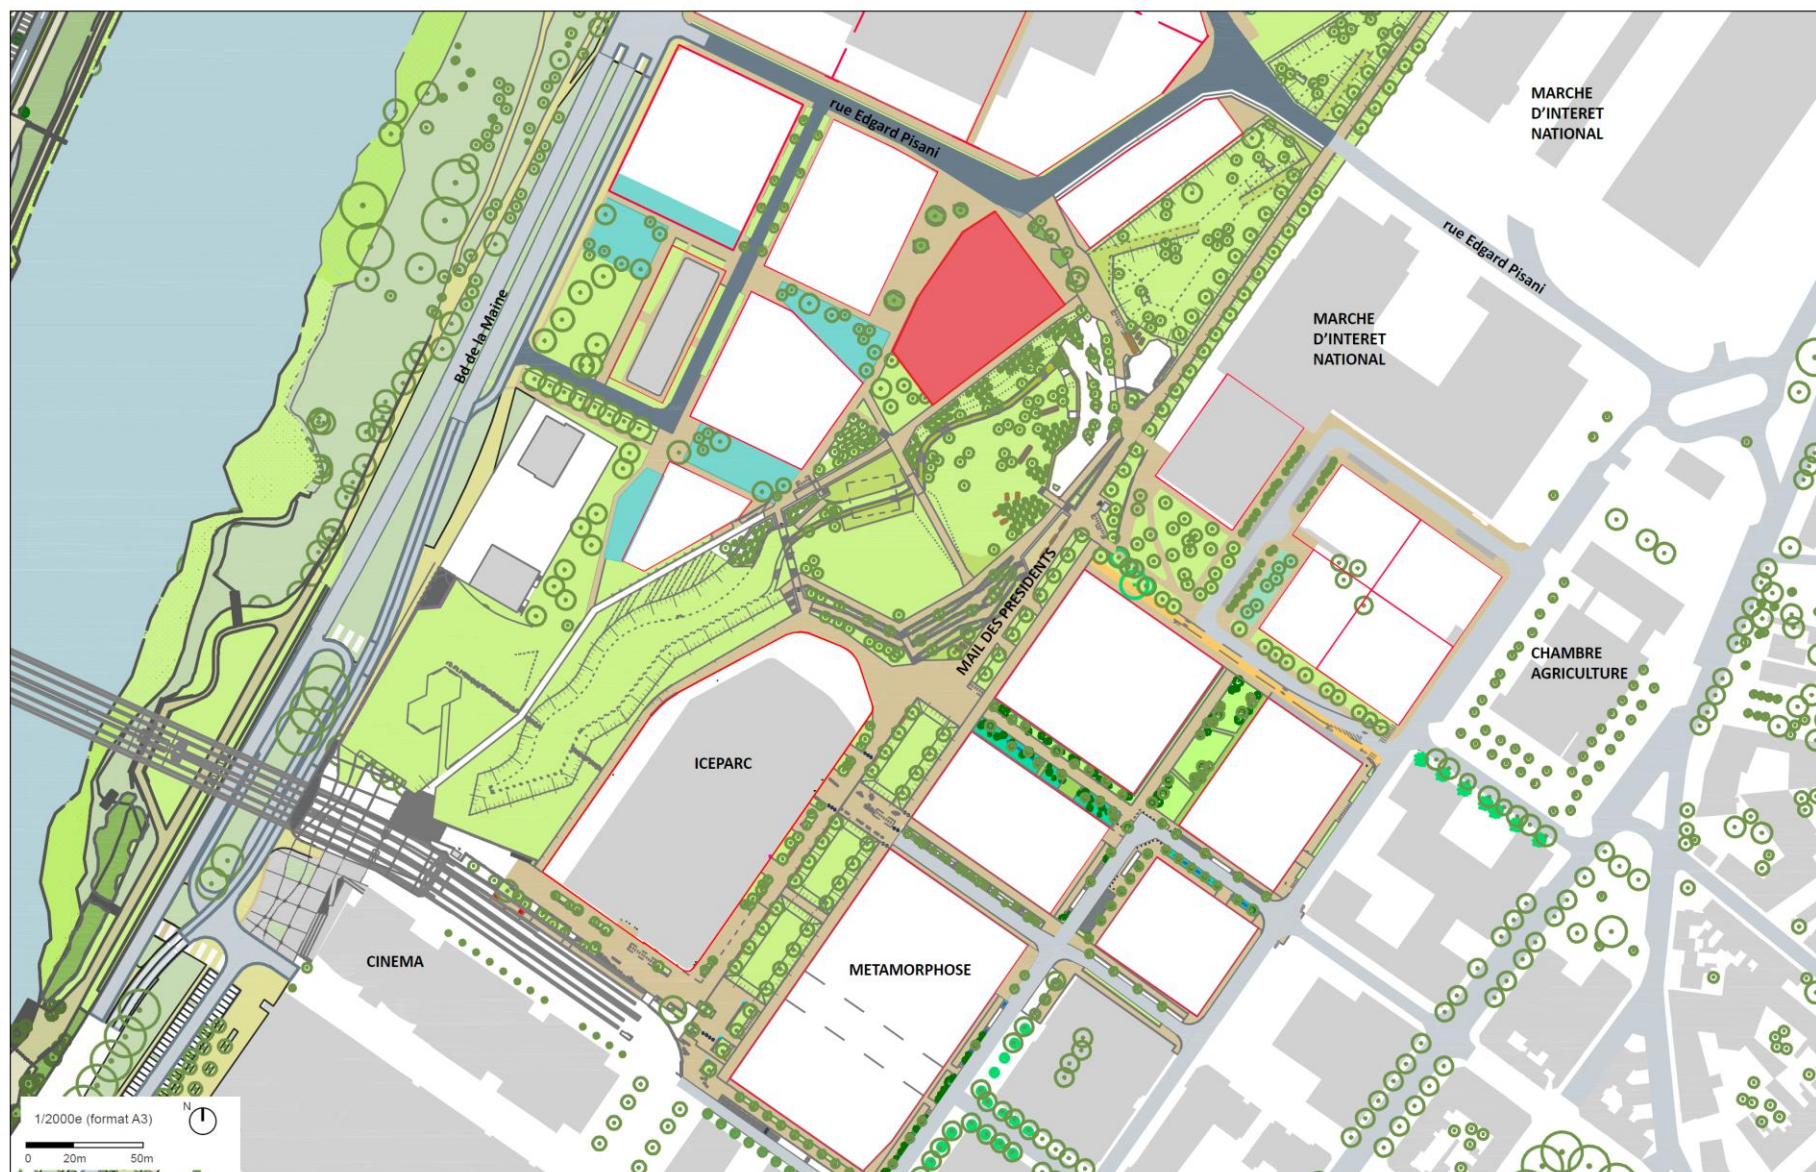 MARCHE
D'INTERET
NATIONAL
rue Edgard Pisani
rue Edgard Pisani
Bd de la Maine
MARCHE
D'INTERET
NATIONAL
MAIL DES PRESIDENTS
CHAMBRE
AGRICULTURE
ICEPARC
CINEMA
METAMORPHOSE
1/2000e (format A3)
N
0 20m 50m